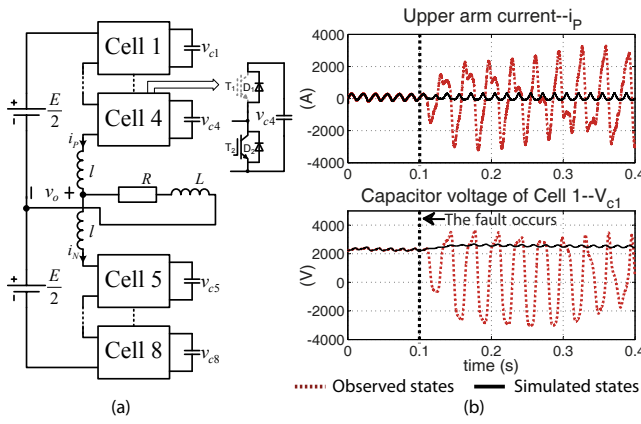 Cell 1
v_c1
Cell 4
v_c4
T₁ D₁
T₂ D₂
v_c4
E/2
i_P
l
v_o
R
L
l
i_N
E/2
Cell 5
v_c5
Cell 8
v_c8
(a)
Upper arm current--i_P
4000
2000
0
-2000
-4000
(A)
0 0.1 0.2 0.3 0.4
Capacitor voltage of Cell 1--V_c1
The fault occurs
4000
2000
0
-2000
-4000
(V)
0 0.1 0.2 0.3 0.4
time (s)
Observed states
Simulated states
(b)